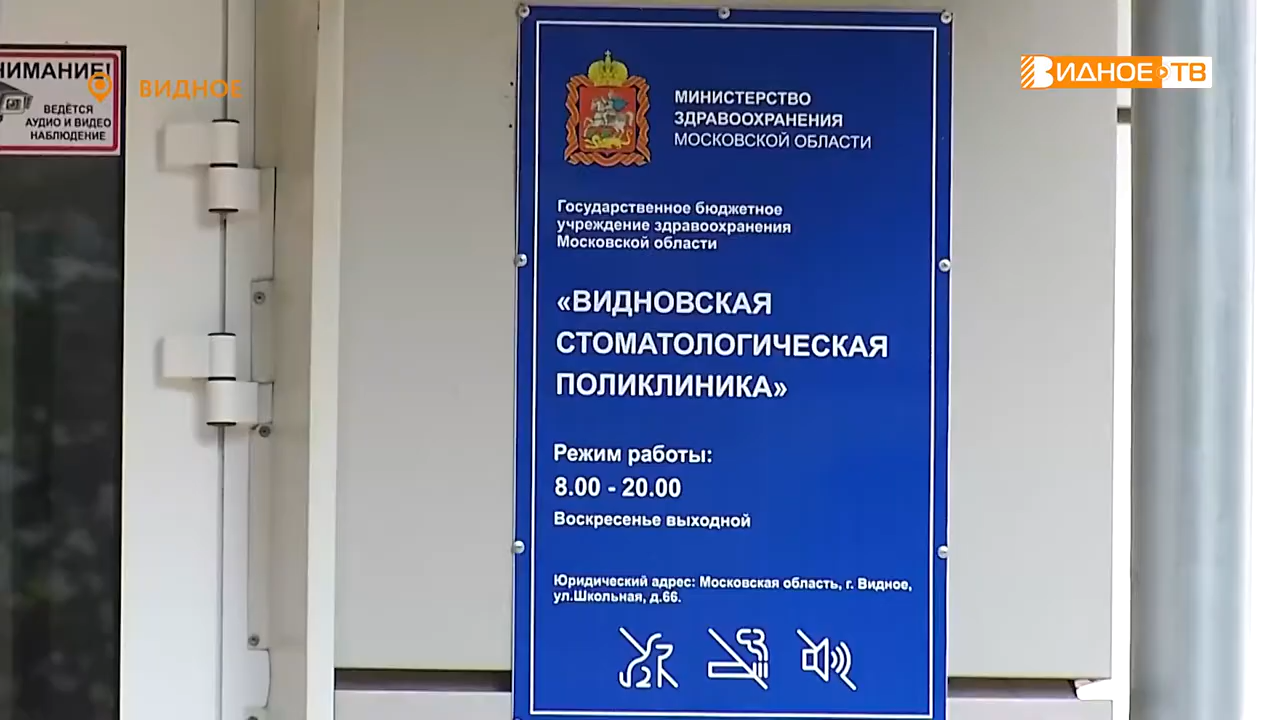 НИМАНИЕ!
ВЕДЁТСЯ
АУДИО И ВИДЕО
НАБЛЮДЕНИЕ
ВИДНОЕ
ВИДНОЕ ТВ
МИНИСТЕРСТВО
ЗДРАВООХРАНЕНИЯ
МОСКОВСКОЙ ОБЛАСТИ
Государственное бюджетное
учреждение здравоохранения
Московской области
«ВИДНОВСКАЯ
СТОМАТОЛОГИЧЕСКАЯ
ПОЛИКЛИНИКА»
Режим работы:
8.00 - 20.00
Воскресенье выходной
Юридический адрес: Московская область, г. Видное,
ул.Школьная, д.66.